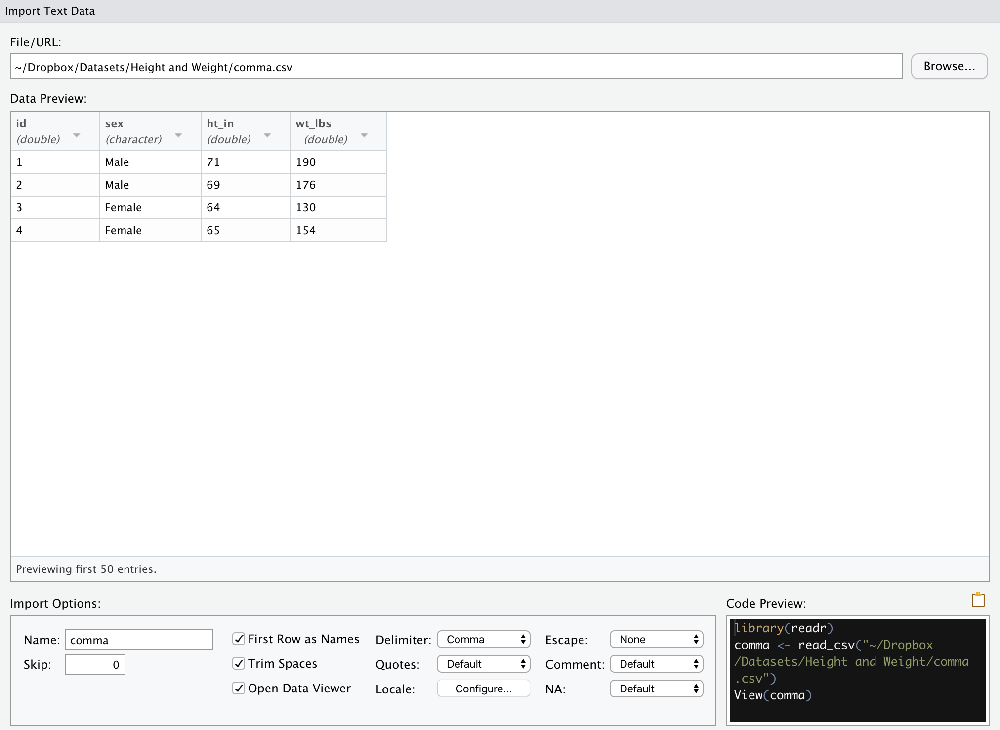 Import Text Data
File/URL:
~/Dropbox/Datasets/Height and Weight/comma.csv Browse...
Data Preview:
id sex ht_in wt_lbs
(double) (character) (double) (double)
1 Male 71 190
2 Male 69 176
3 Female 64 130
4 Female 65 154
Previewing first 50 entries.
Import Options:
Name: comma
Skip: 0
First Row as Names
Trim Spaces
Open Data Viewer
Delimiter: Comma
Quotes: Default
Locale: Configure...
Escape: None
Comment: Default
NA: Default
Code Preview:
library(readr)
comma <- read_csv("~/Dropbox
/Datasets/Height and Weight/comma
.csv")
View(comma)